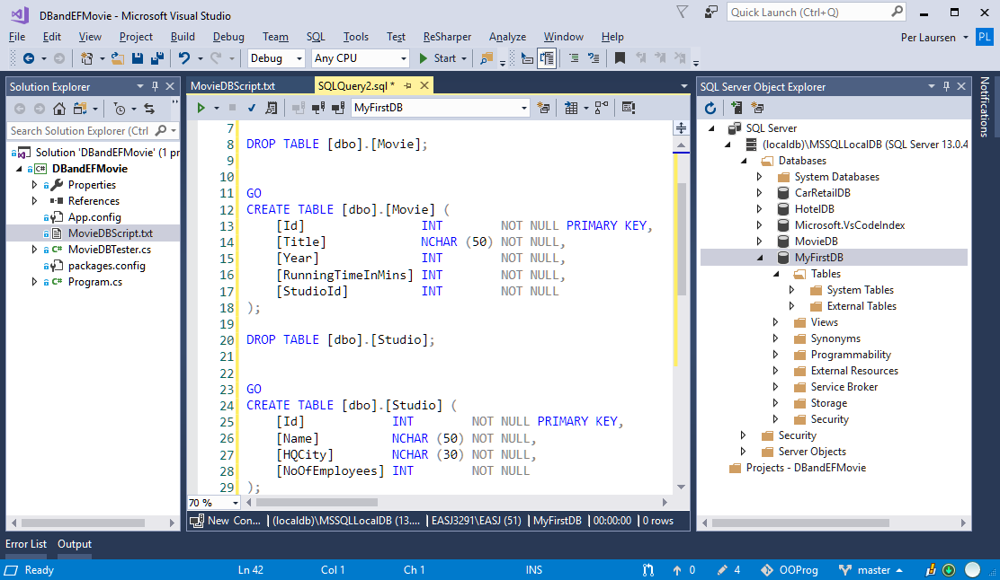 DBandEFMovie - Microsoft Visual Studio
Quick Launch (Ctrl+Q)
File Edit View Project Build Debug Team SQL Tools Test ReSharper Analyze Window Help
Per Laursen PL
Debug Any CPU Start
Solution Explorer
Search Solution Explorer (Ctrl
Solution 'DBandEFMovie' (1 pr
C# DBandEFMovie
Properties
References
App.config
MovieDBScript.txt
C# MovieDBTester.cs
packages.config
C# Program.cs
MovieDBScript.txt SQLQuery2.sql *
MyFirstDB
7
8 DROP TABLE [dbo].[Movie];
9
10
11 GO
12 CREATE TABLE [dbo].[Movie] (
13 [Id] INT NOT NULL PRIMARY KEY,
14 [Title] NCHAR (50) NOT NULL,
15 [Year] INT NOT NULL,
16 [RunningTimeInMins] INT NOT NULL,
17 [StudioId] INT NOT NULL
18 );
19
20 DROP TABLE [dbo].[Studio];
21
22
23 GO
24 CREATE TABLE [dbo].[Studio] (
25 [Id] INT NOT NULL PRIMARY KEY,
26 [Name] NCHAR (50) NOT NULL,
27 [HQCity] NCHAR (30) NOT NULL,
28 [NoOfEmployees] INT NOT NULL
29 );
70 %
New Con... (localdb)\MSSQLLocalDB (13.... EASJ3291\EASJ (51) MyFirstDB 00:00:00 0 rows
SQL Server Object Explorer
SQL Server
(localdb)\MSSQLLocalDB (SQL Server 13.0.4
Databases
System Databases
CarRetailDB
HotelDB
Microsoft.VsCodeIndex
MovieDB
MyFirstDB
Tables
System Tables
External Tables
Views
Synonyms
Programmability
External Resources
Service Broker
Storage
Security
Security
Server Objects
Projects - DBandEFMovie
Notifications
Error List Output
Ready Ln 42 Col 1 Ch 1 INS 0 4 OOProg master